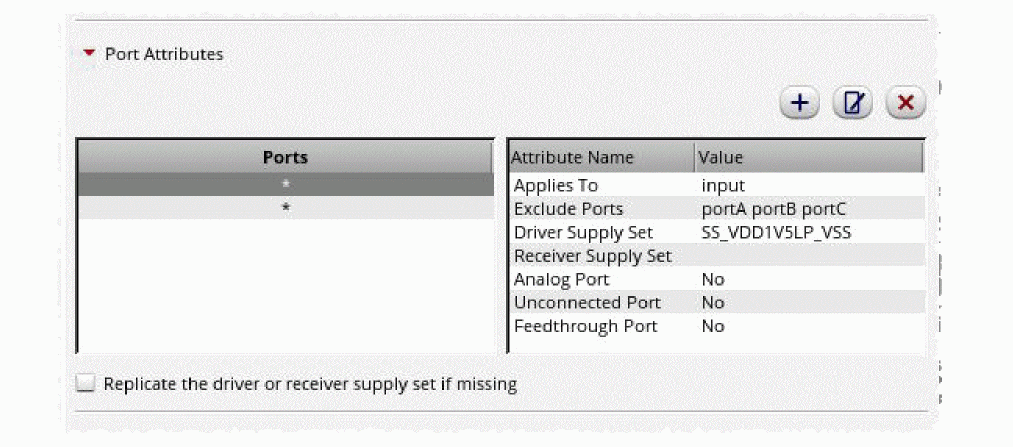 Port Attributes
Ports
*
*
Attribute Name Value
Applies To input
Exclude Ports portA portB portC
Driver Supply Set SS_VDD1V5LP_VSS
Receiver Supply Set
Analog Port No
Unconnected Port No
Feedthrough Port No
Replicate the driver or receiver supply set if missing